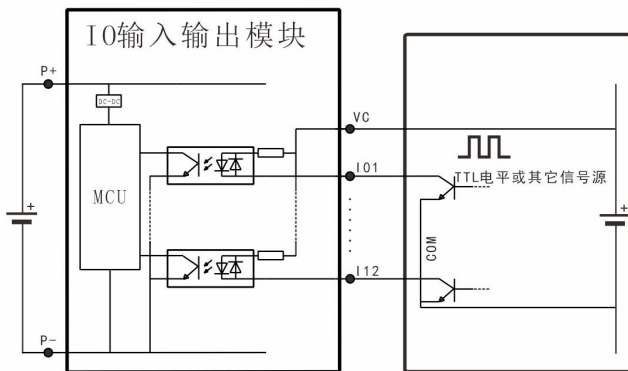 IO输入输出模块
P+
DC-DC
VC
IO1
TTL电平或其它信号源
MCU
+
+
COM
I12
P-